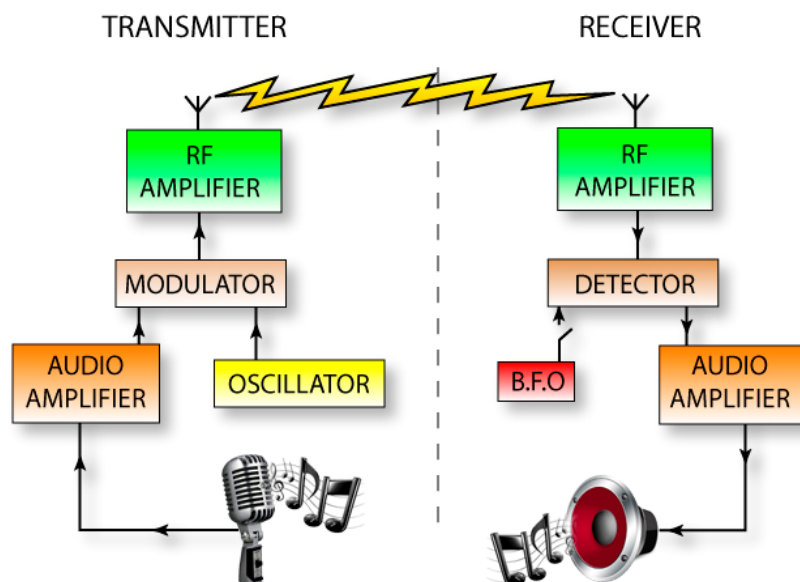 TRANSMITTER
RECEIVER
RF
AMPLIFIER
RF
AMPLIFIER
MODULATOR
DETECTOR
AUDIO
AMPLIFIER
OSCILLATOR
B.F.O
AUDIO
AMPLIFIER